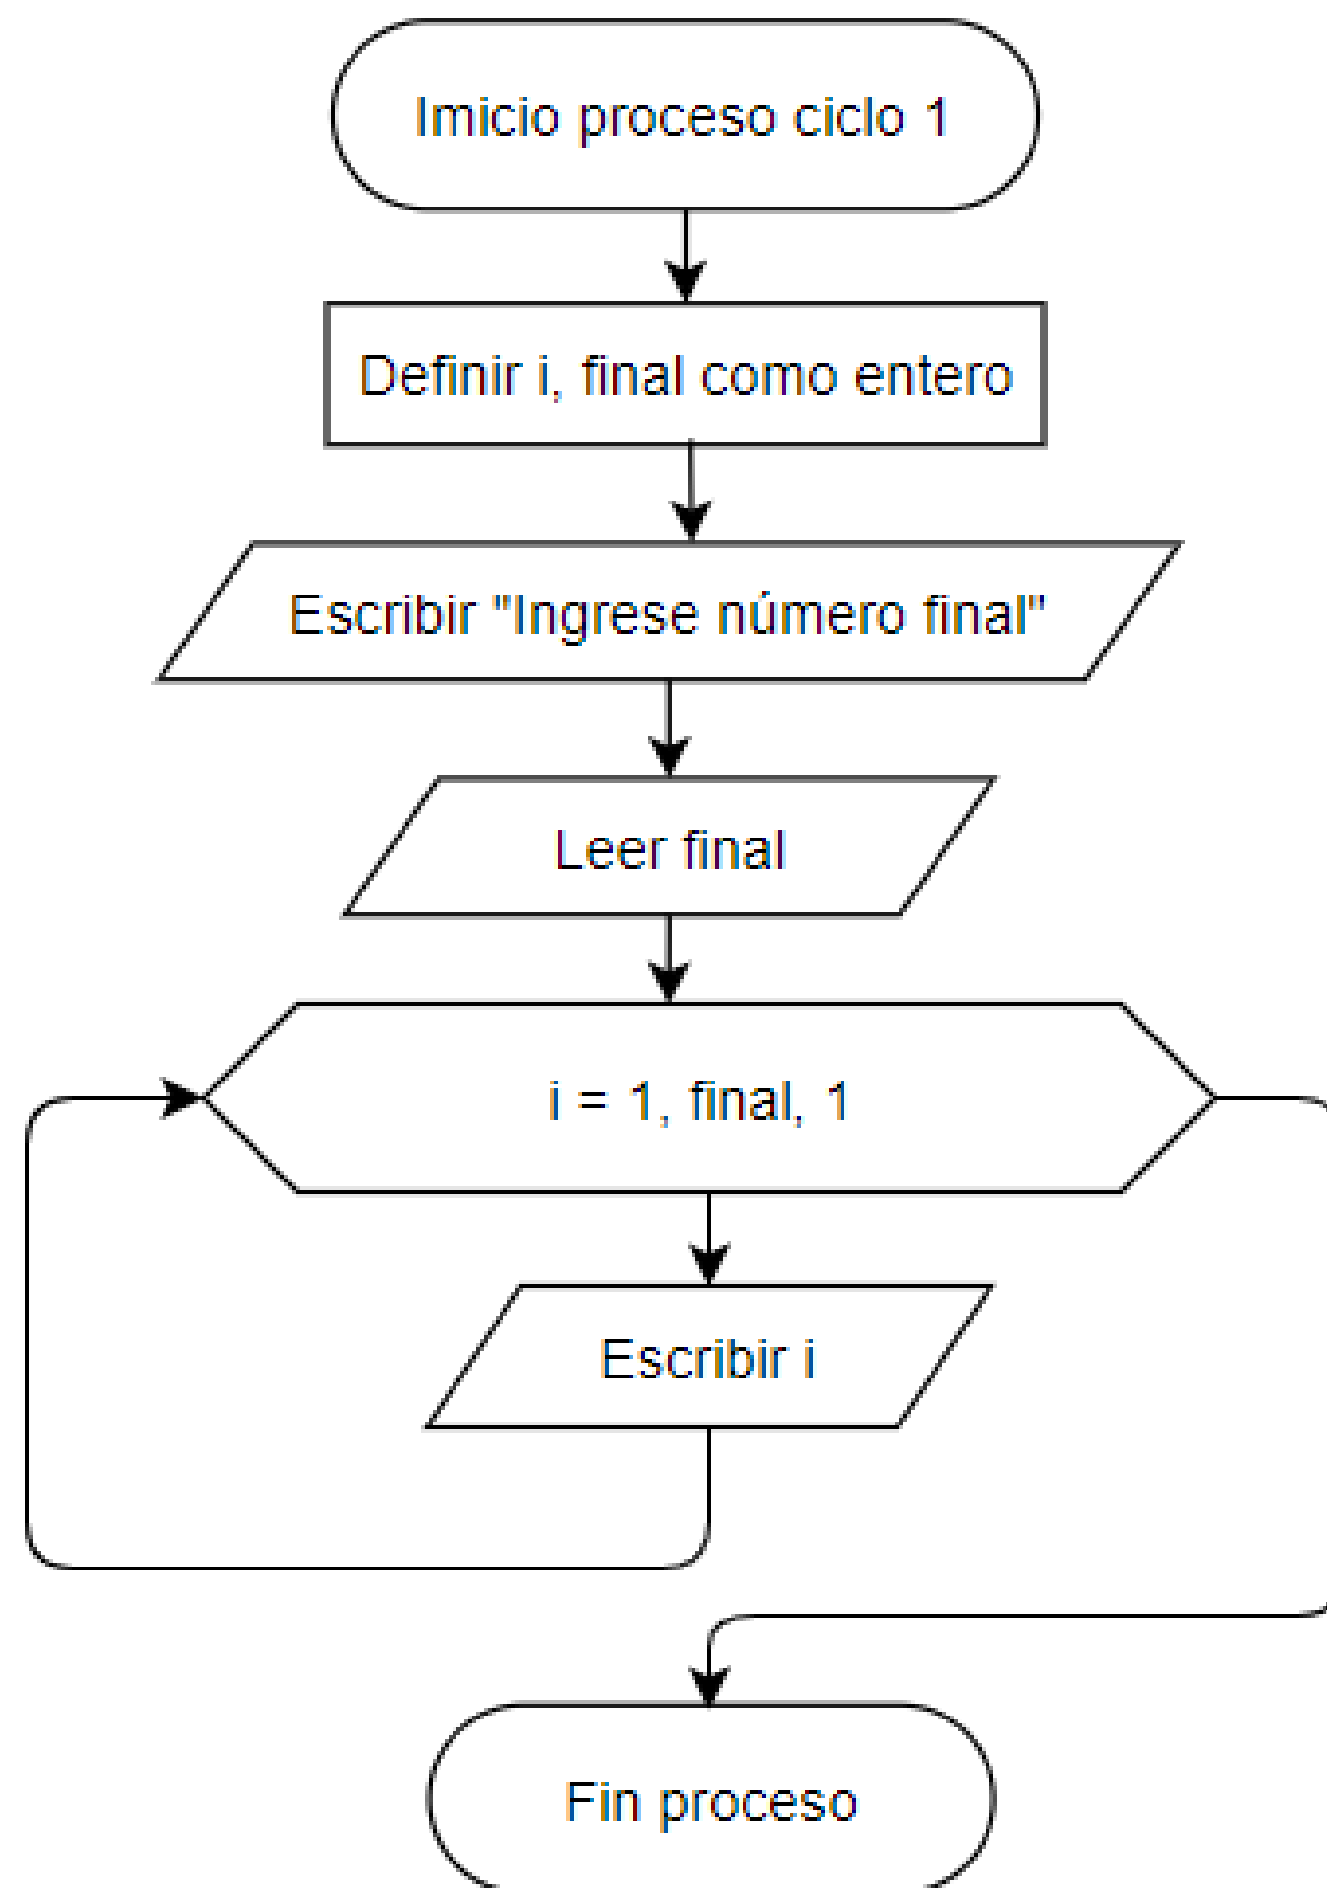 Imicio proceso ciclo 1
Definir i, final como entero
Escribir "Ingrese número final"
Leer final
i = 1, final, 1
Escribir i
Fin proceso